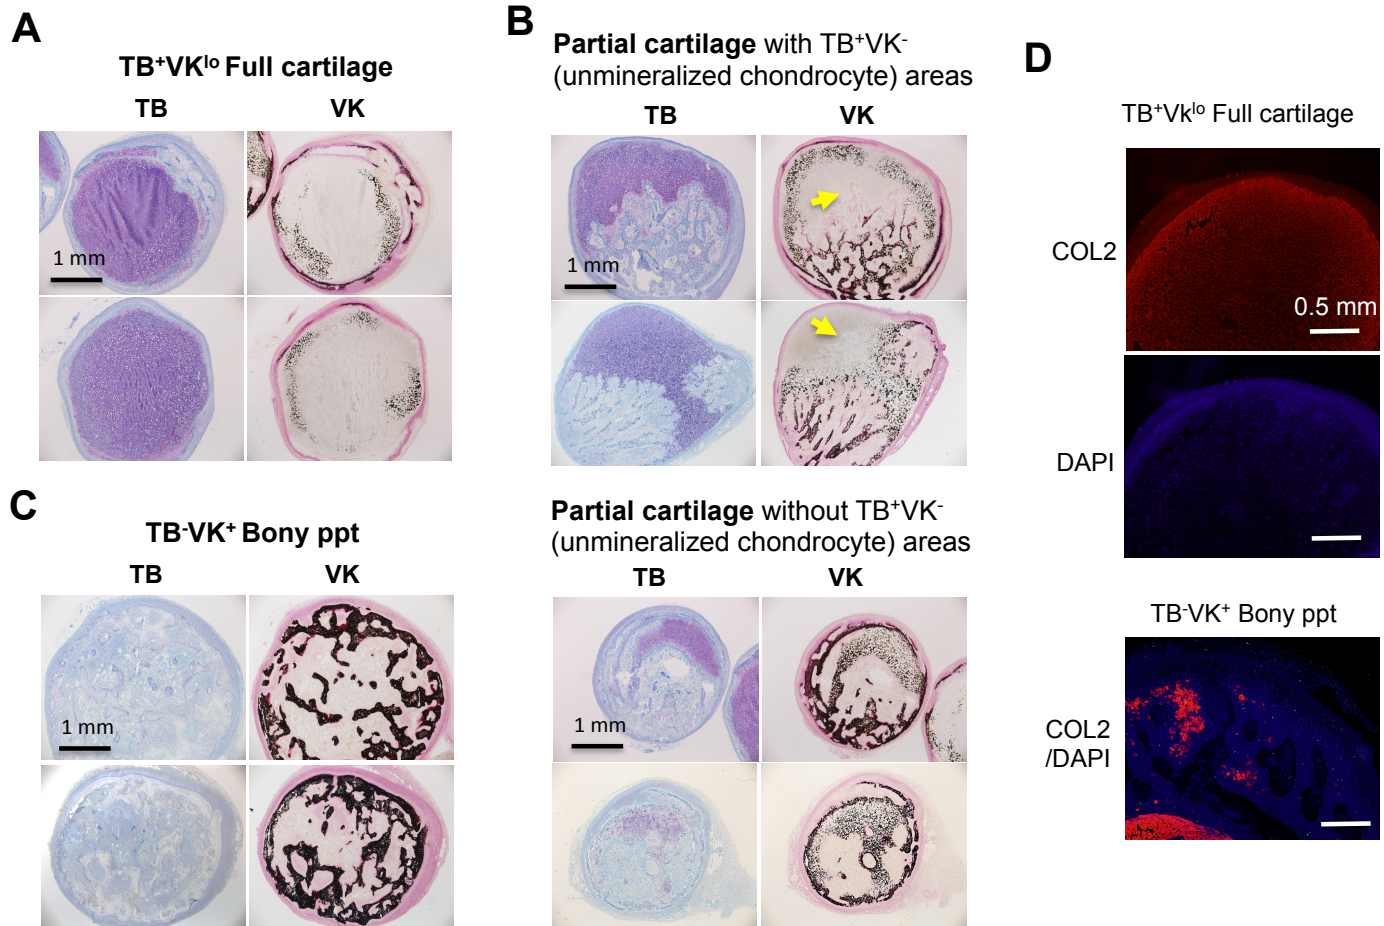 A
TB⁺VKˡᵒ Full cartilage
TB VK
1 mm
B
Partial cartilage with TB⁺VK⁻
(unmineralized chondrocyte) areas
TB VK
1 mm
C
TB⁻VK⁺ Bony ppt
TB VK
1 mm
Partial cartilage without TB⁺VK⁻
(unmineralized chondrocyte) areas
TB VK
1 mm
D
TB⁺Vkˡᵒ Full cartilage
COL2
0.5 mm
DAPI
TB⁻VK⁺ Bony ppt
COL2
/DAPI